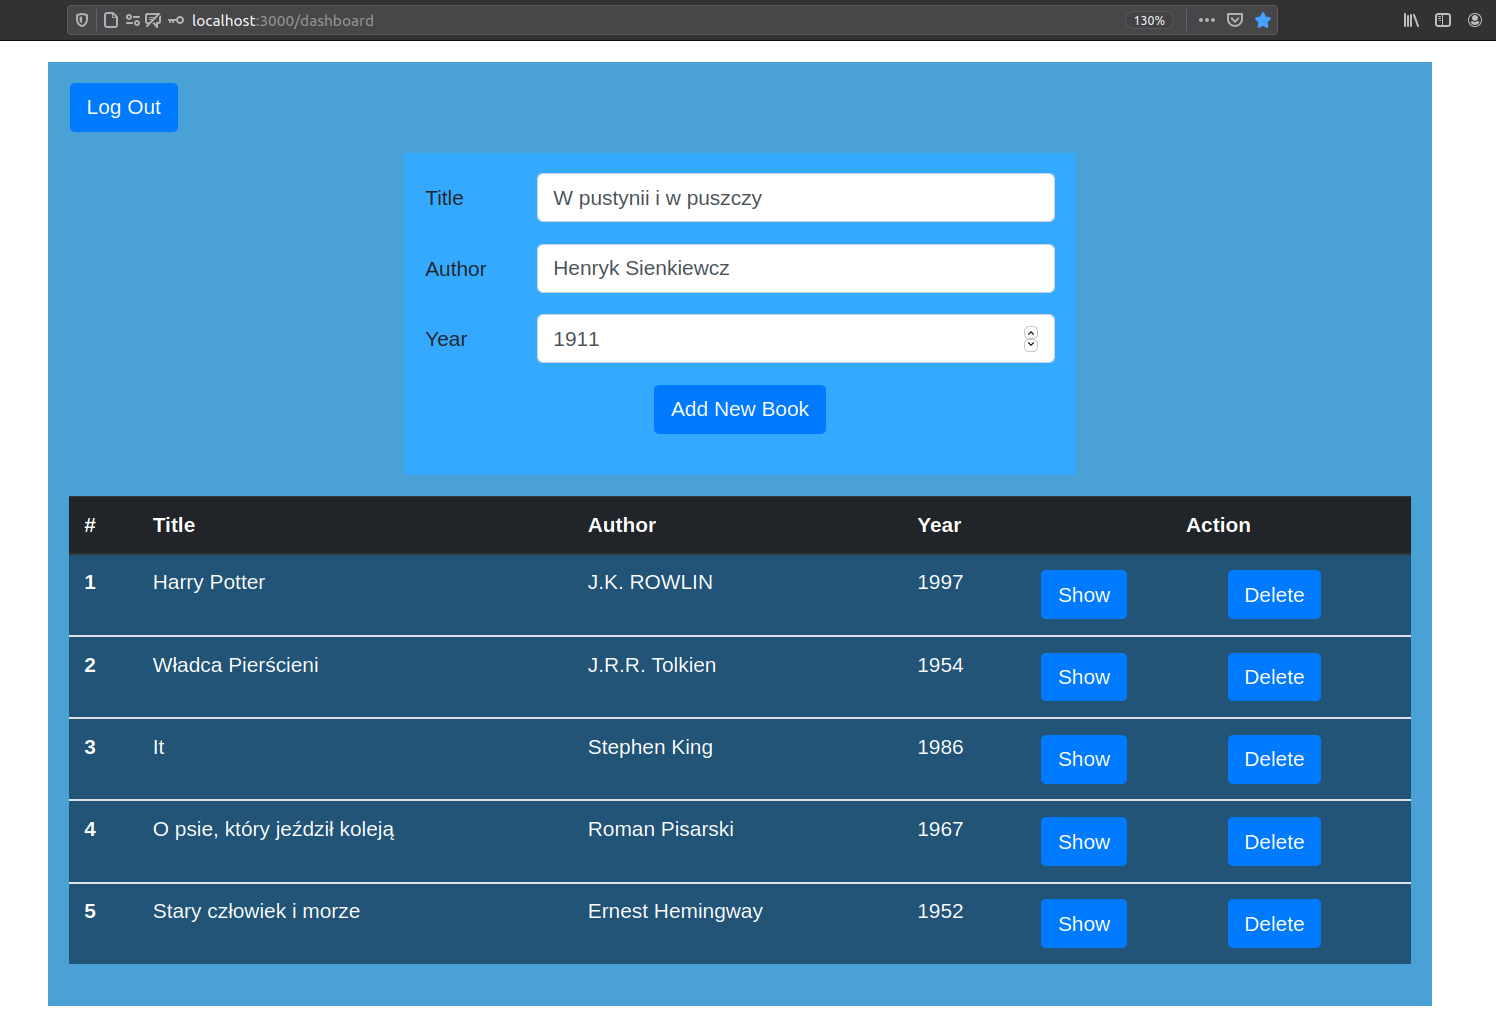 localhost:3000/dashboard 130%
Log Out
Title W pustynii i w puszczy
Author Henryk Sienkiewcz
Year 1911
Add New Book
# Title Author Year Action
1 Harry Potter J.K. ROWLIN 1997 Show Delete
2 Władca Pierścieni J.R.R. Tolkien 1954 Show Delete
3 It Stephen King 1986 Show Delete
4 O psie, który jeździł koleją Roman Pisarski 1967 Show Delete
5 Stary człowiek i morze Ernest Hemingway 1952 Show Delete